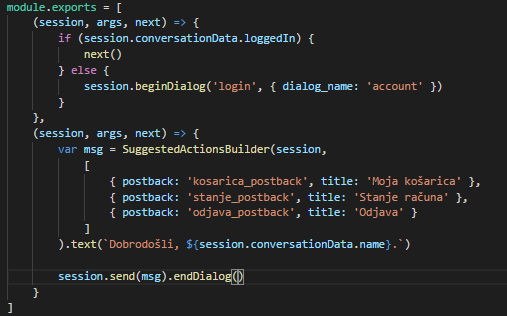 module.exports = [
    (session, args, next) => {
        if (session.conversationData.loggedIn) {
            next()
        } else {
            session.beginDialog('login', { dialog_name: 'account' })
        }
    },
    (session, args, next) => {
        var msg = SuggestedActionsBuilder(session,
            [
                { postback: 'kosarica_postback', title: 'Moja košarica' },
                { postback: 'stanje_postback', title: 'Stanje računa' },
                { postback: 'odjava_postback', title: 'Odjava' }
            ]
        ).text(`Dobrodošli, ${session.conversationData.name}.`)

        session.send(msg).endDialog()
    }
]